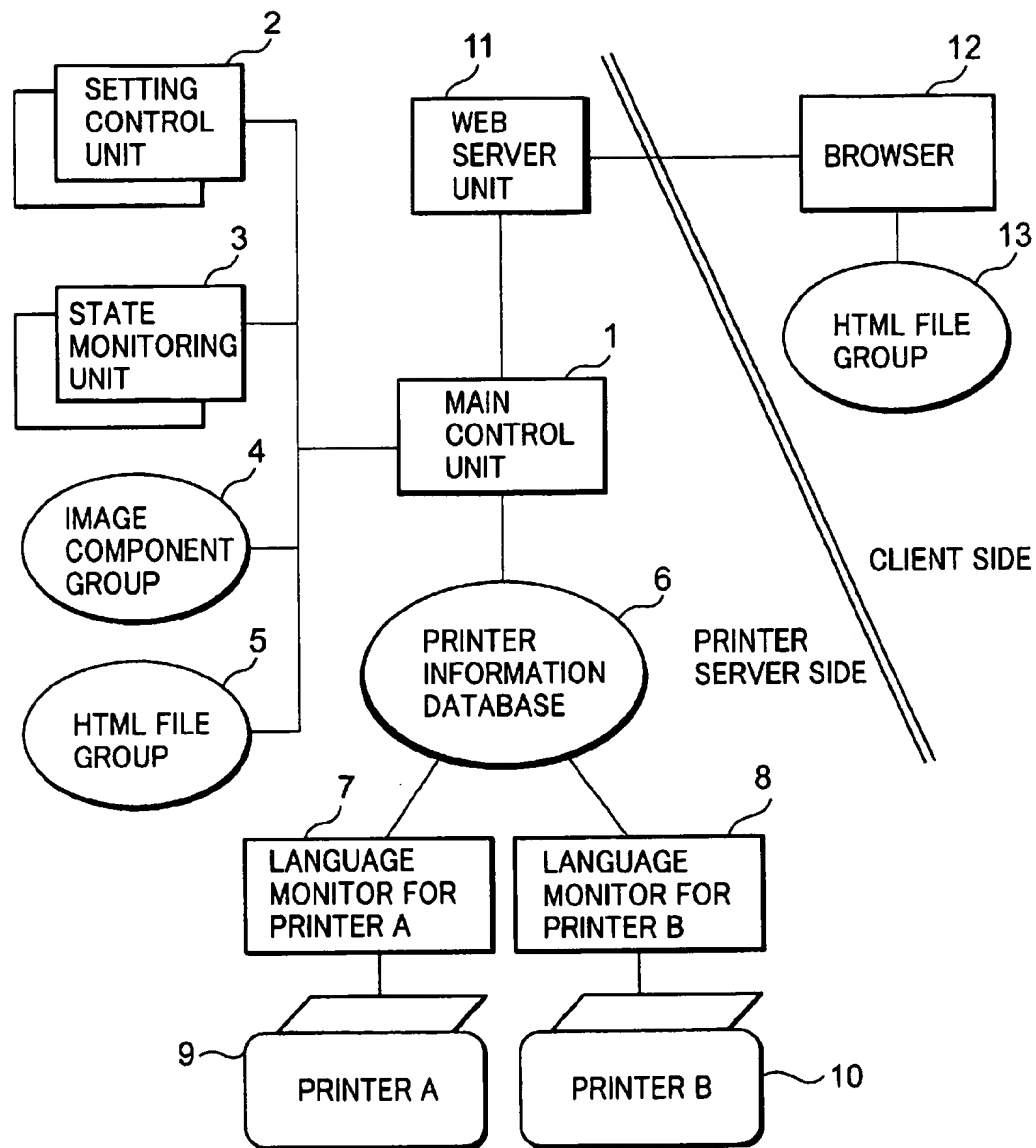 2
SETTING
CONTROL
UNIT
11
WEB
SERVER
UNIT
12
BROWSER
13
HTML FILE
GROUP
3
STATE
MONITORING
UNIT
1
MAIN
CONTROL
UNIT
4
IMAGE
COMPONENT
GROUP
CLIENT SIDE
5
HTML FILE
GROUP
6
PRINTER
INFORMATION
DATABASE
PRINTER
SERVER SIDE
7
LANGUAGE
MONITOR FOR
PRINTER A
8
LANGUAGE
MONITOR FOR
PRINTER B
9
PRINTER A
PRINTER B
10